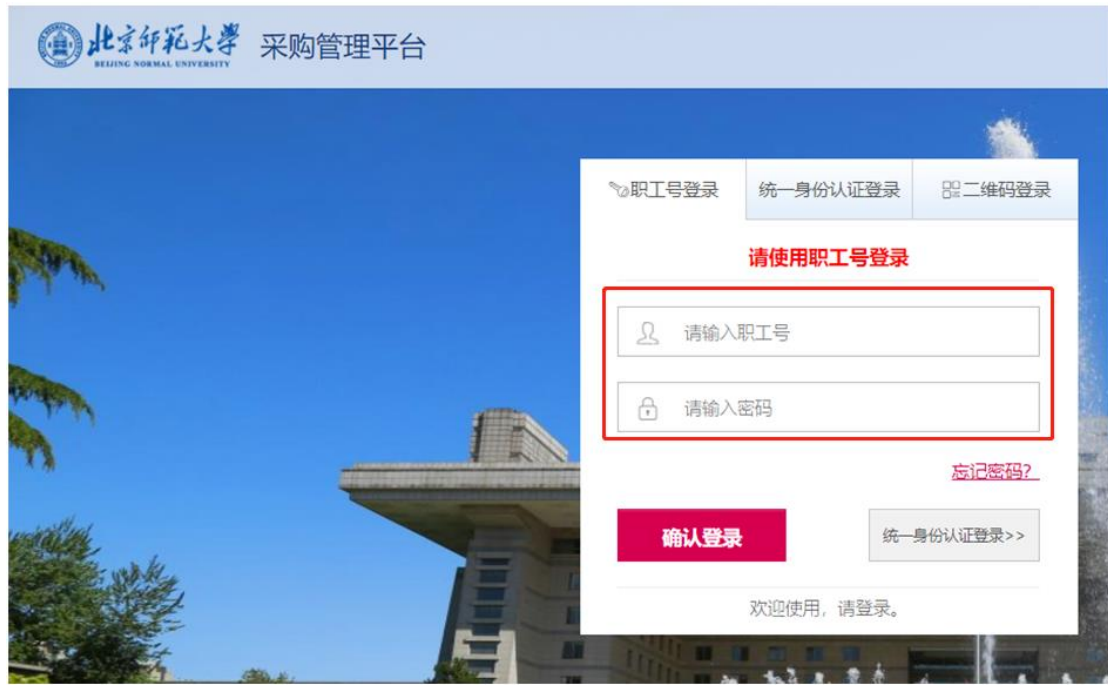 北京師範大學
BEIJING NORMAL UNIVERSITY
采购管理平台
职工号登录
统一身份认证登录
二维码登录
请使用职工号登录
请输入职工号
请输入密码
忘记密码？
确认登录
统一身份认证登录>>
欢迎使用，请登录。